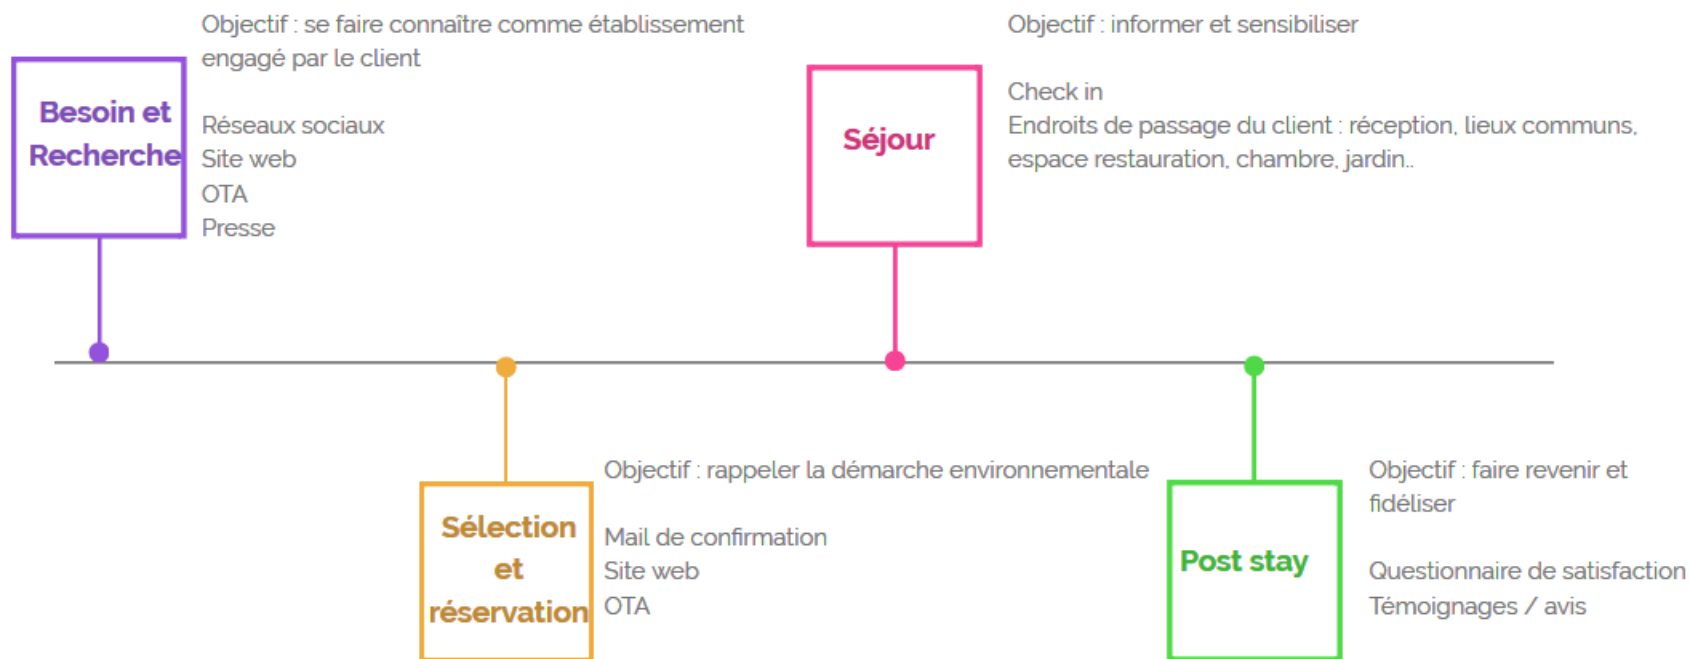 Besoin et
Recherche
Objectif : se faire connaître comme établissement
engagé par le client
Réseaux sociaux
Site web
OTA
Presse
Sélection
et
réservation
Objectif : rappeler la démarche environnementale
Mail de confirmation
Site web
OTA
Séjour
Objectif : informer et sensibiliser
Check in
Endroits de passage du client : réception, lieux communs,
espace restauration, chambre, jardin..
Post stay
Objectif : faire revenir et
fidéliser
Questionnaire de satisfaction
Témoignages / avis